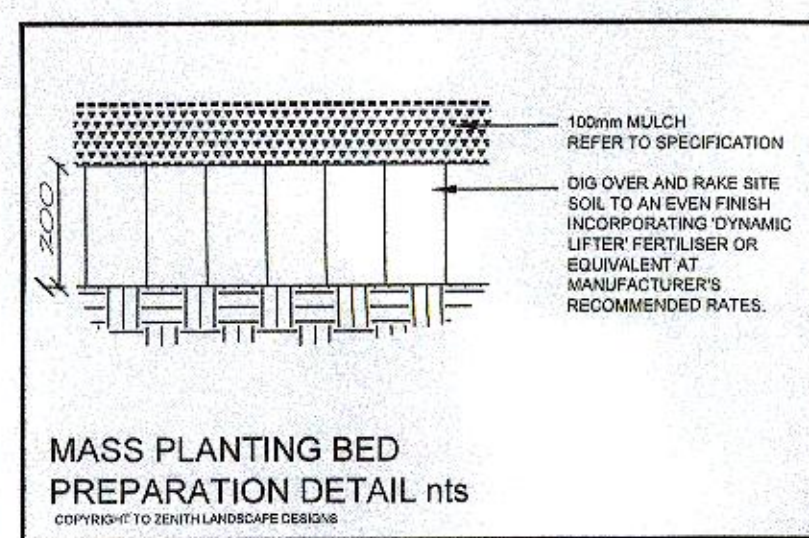 100mm MULCH
REFER TO SPECIFICATION
200
DIG OVER AND RAKE SITE
SOIL TO AN EVEN FINISH
INCORPORATING 'DYNAMIC
LIFTER' FERTILISER OR
EQUIVALENT AT
MANUFACTURER'S
RECOMMENDED RATES.
MASS PLANTING BED
PREPARATION DETAIL nts
COPYRIGHT TO ZENITH LANDSCAPE DESIGNS